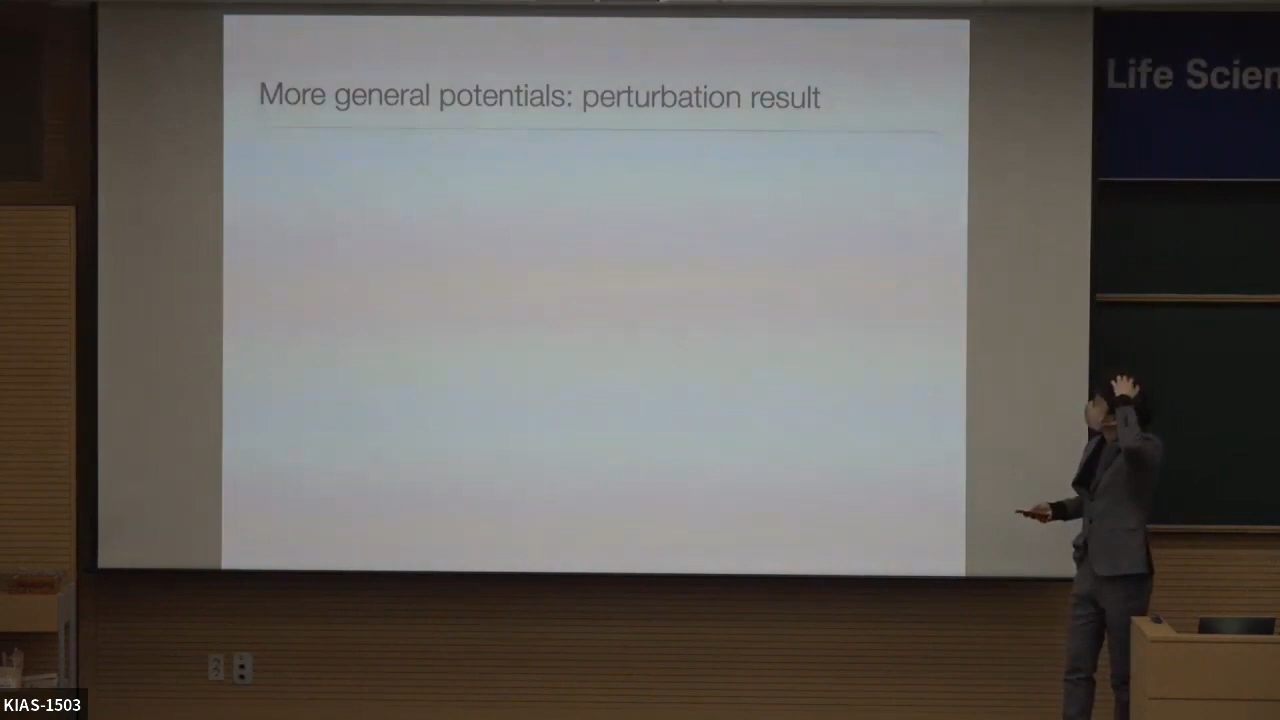 More general potentials: perturbation result
Life Scien
KIAS-1503